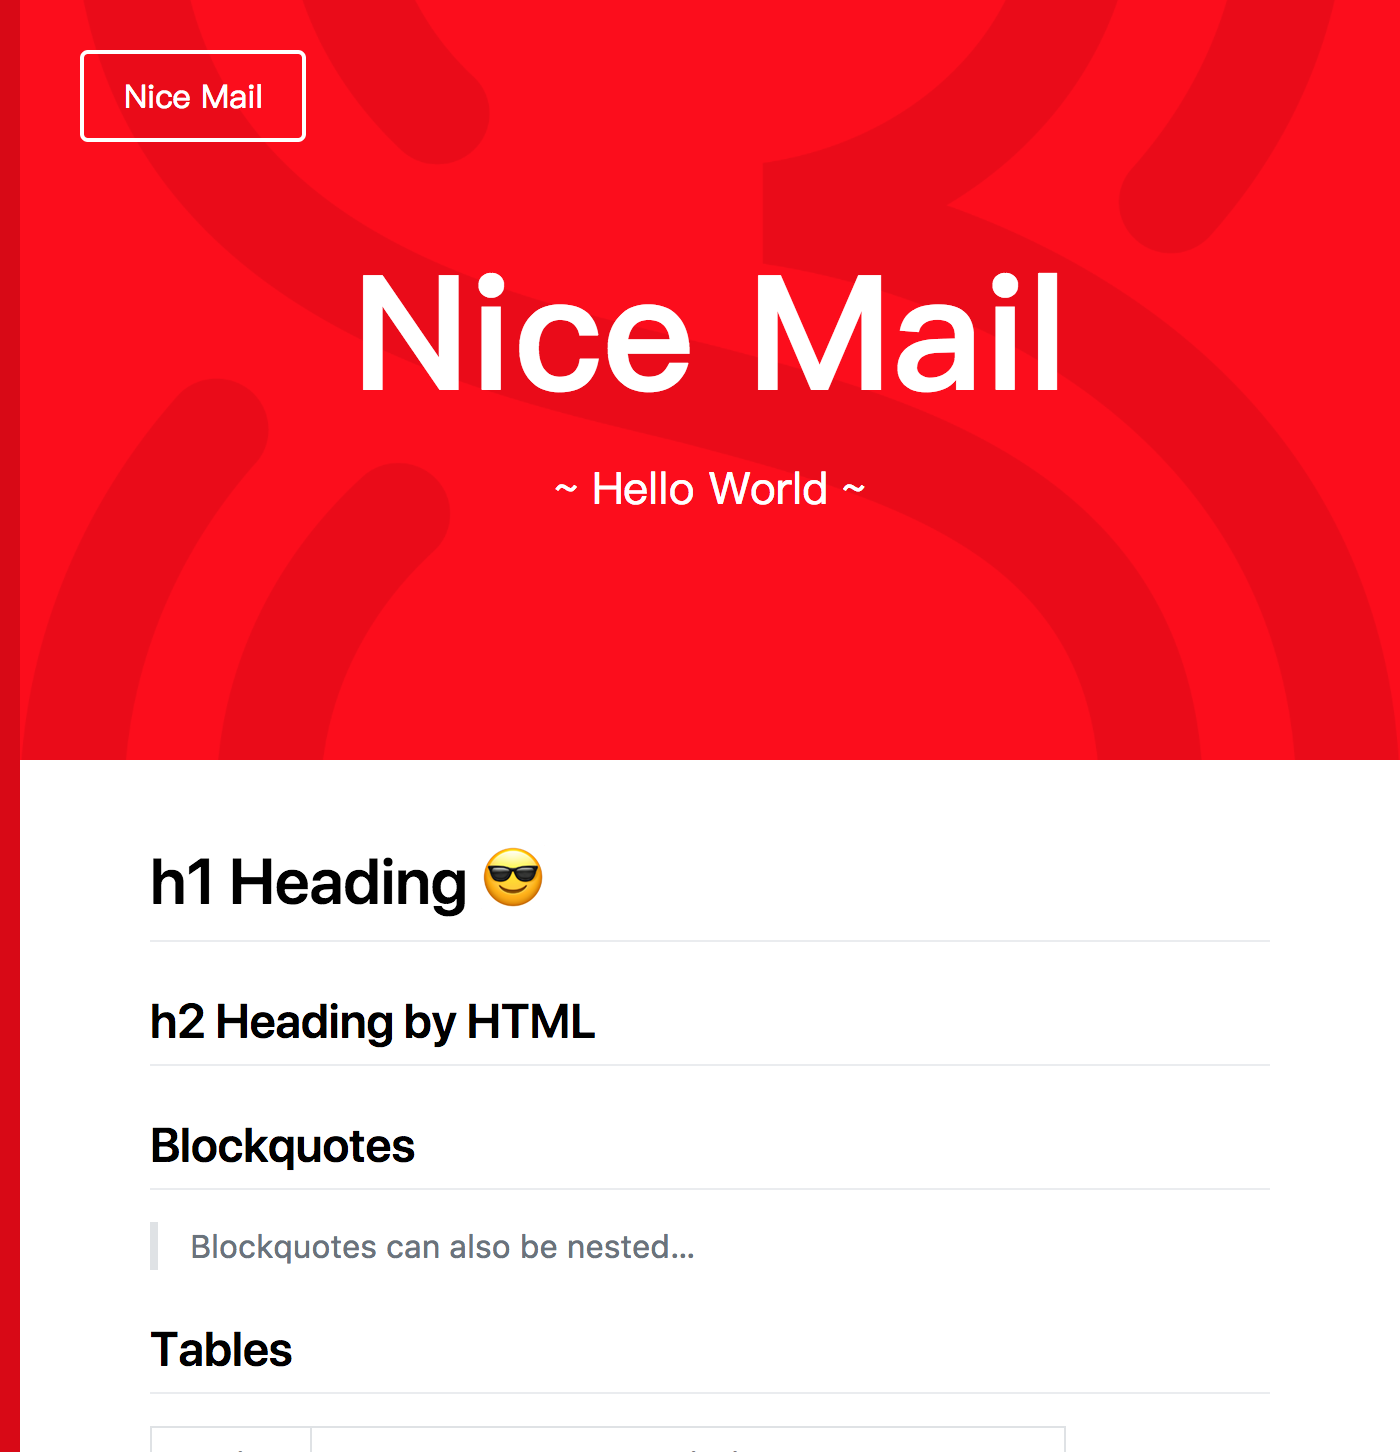 Nice Mail
Nice Mail
~ Hello World ~
h1 Heading 😎
h2 Heading by HTML
Blockquotes
Blockquotes can also be nested...
Tables